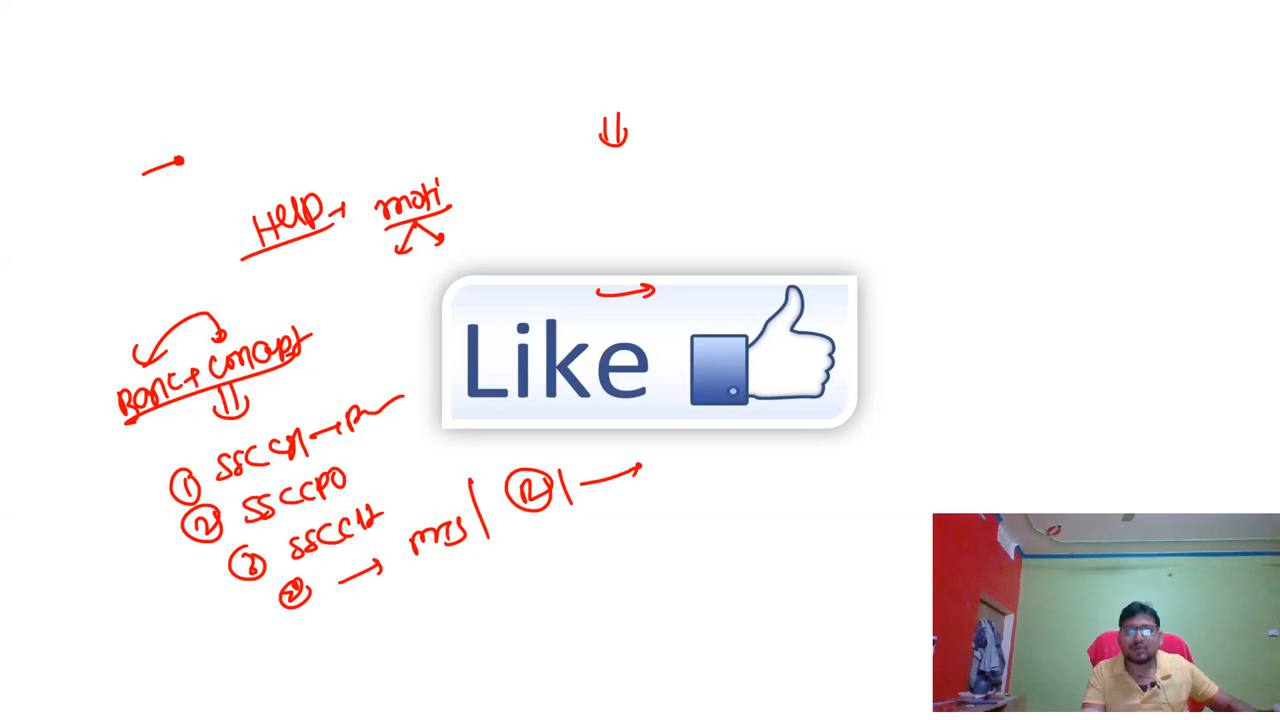 Help + moti
Like
Basic + Concept
① SSC CGL →
② SSC CPO
③ SSC CHSL
④ → MTS |